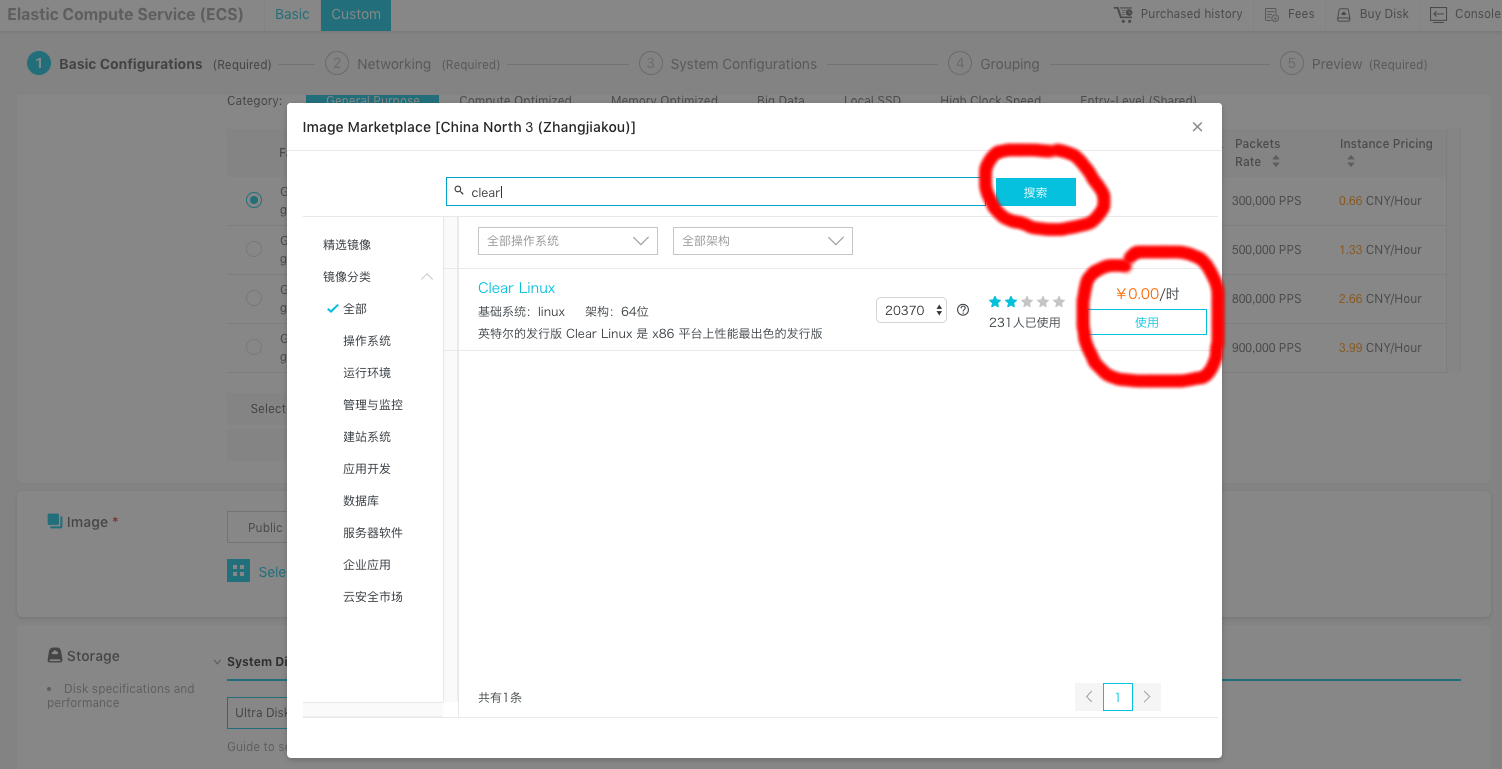 Elastic Compute Service (ECS) Basic Custom Purchased history Fees Buy Disk Console
1 Basic Configurations (Required) 2 Networking (Required) 3 System Configurations 4 Grouping 5 Preview (Required)
Category: General Purpose Compute Optimized Memory Optimized Big Data Local SSD High Clock Speed Entry-Level (Shared)
Image Marketplace [China North 3 (Zhangjiakou)]
Packets Rate Instance Pricing
clear 搜索
300,000 PPS 0.66 CNY/Hour
500,000 PPS 1.33 CNY/Hour
800,000 PPS 2.66 CNY/Hour
900,000 PPS 3.99 CNY/Hour
精选镜像
镜像分类
全部
操作系统
运行环境
管理与监控
建站系统
应用开发
数据库
服务器软件
企业应用
云安全市场
全部操作系统 全部架构
Clear Linux
基础系统：linux 架构：64位
英特尔的发行版 Clear Linux 是 x86 平台上性能最出色的发行版
20370
231人已使用
￥0.00/时
使用
共有1条
1
Select
Image *
Public
Storage
Disk specifications and
performance
Guide to